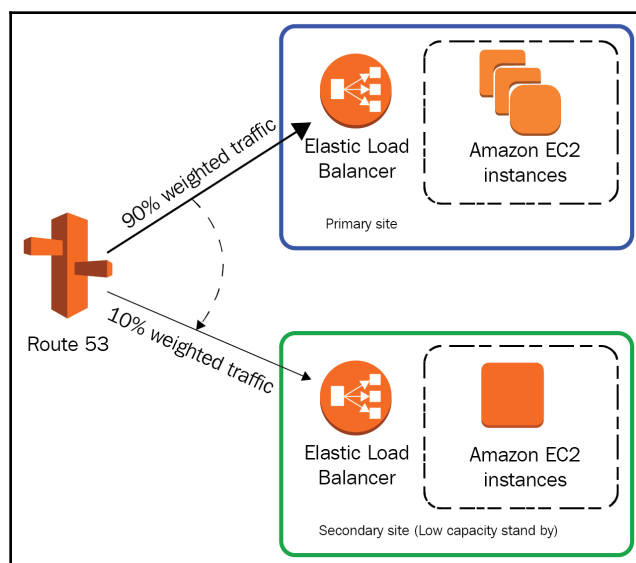 90% weighted traffic
Elastic Load
Balancer
Amazon EC2
instances
Primary site
Route 53
10% weighted traffic
Elastic Load
Balancer
Amazon EC2
instances
Secondary site (Low capacity stand by)